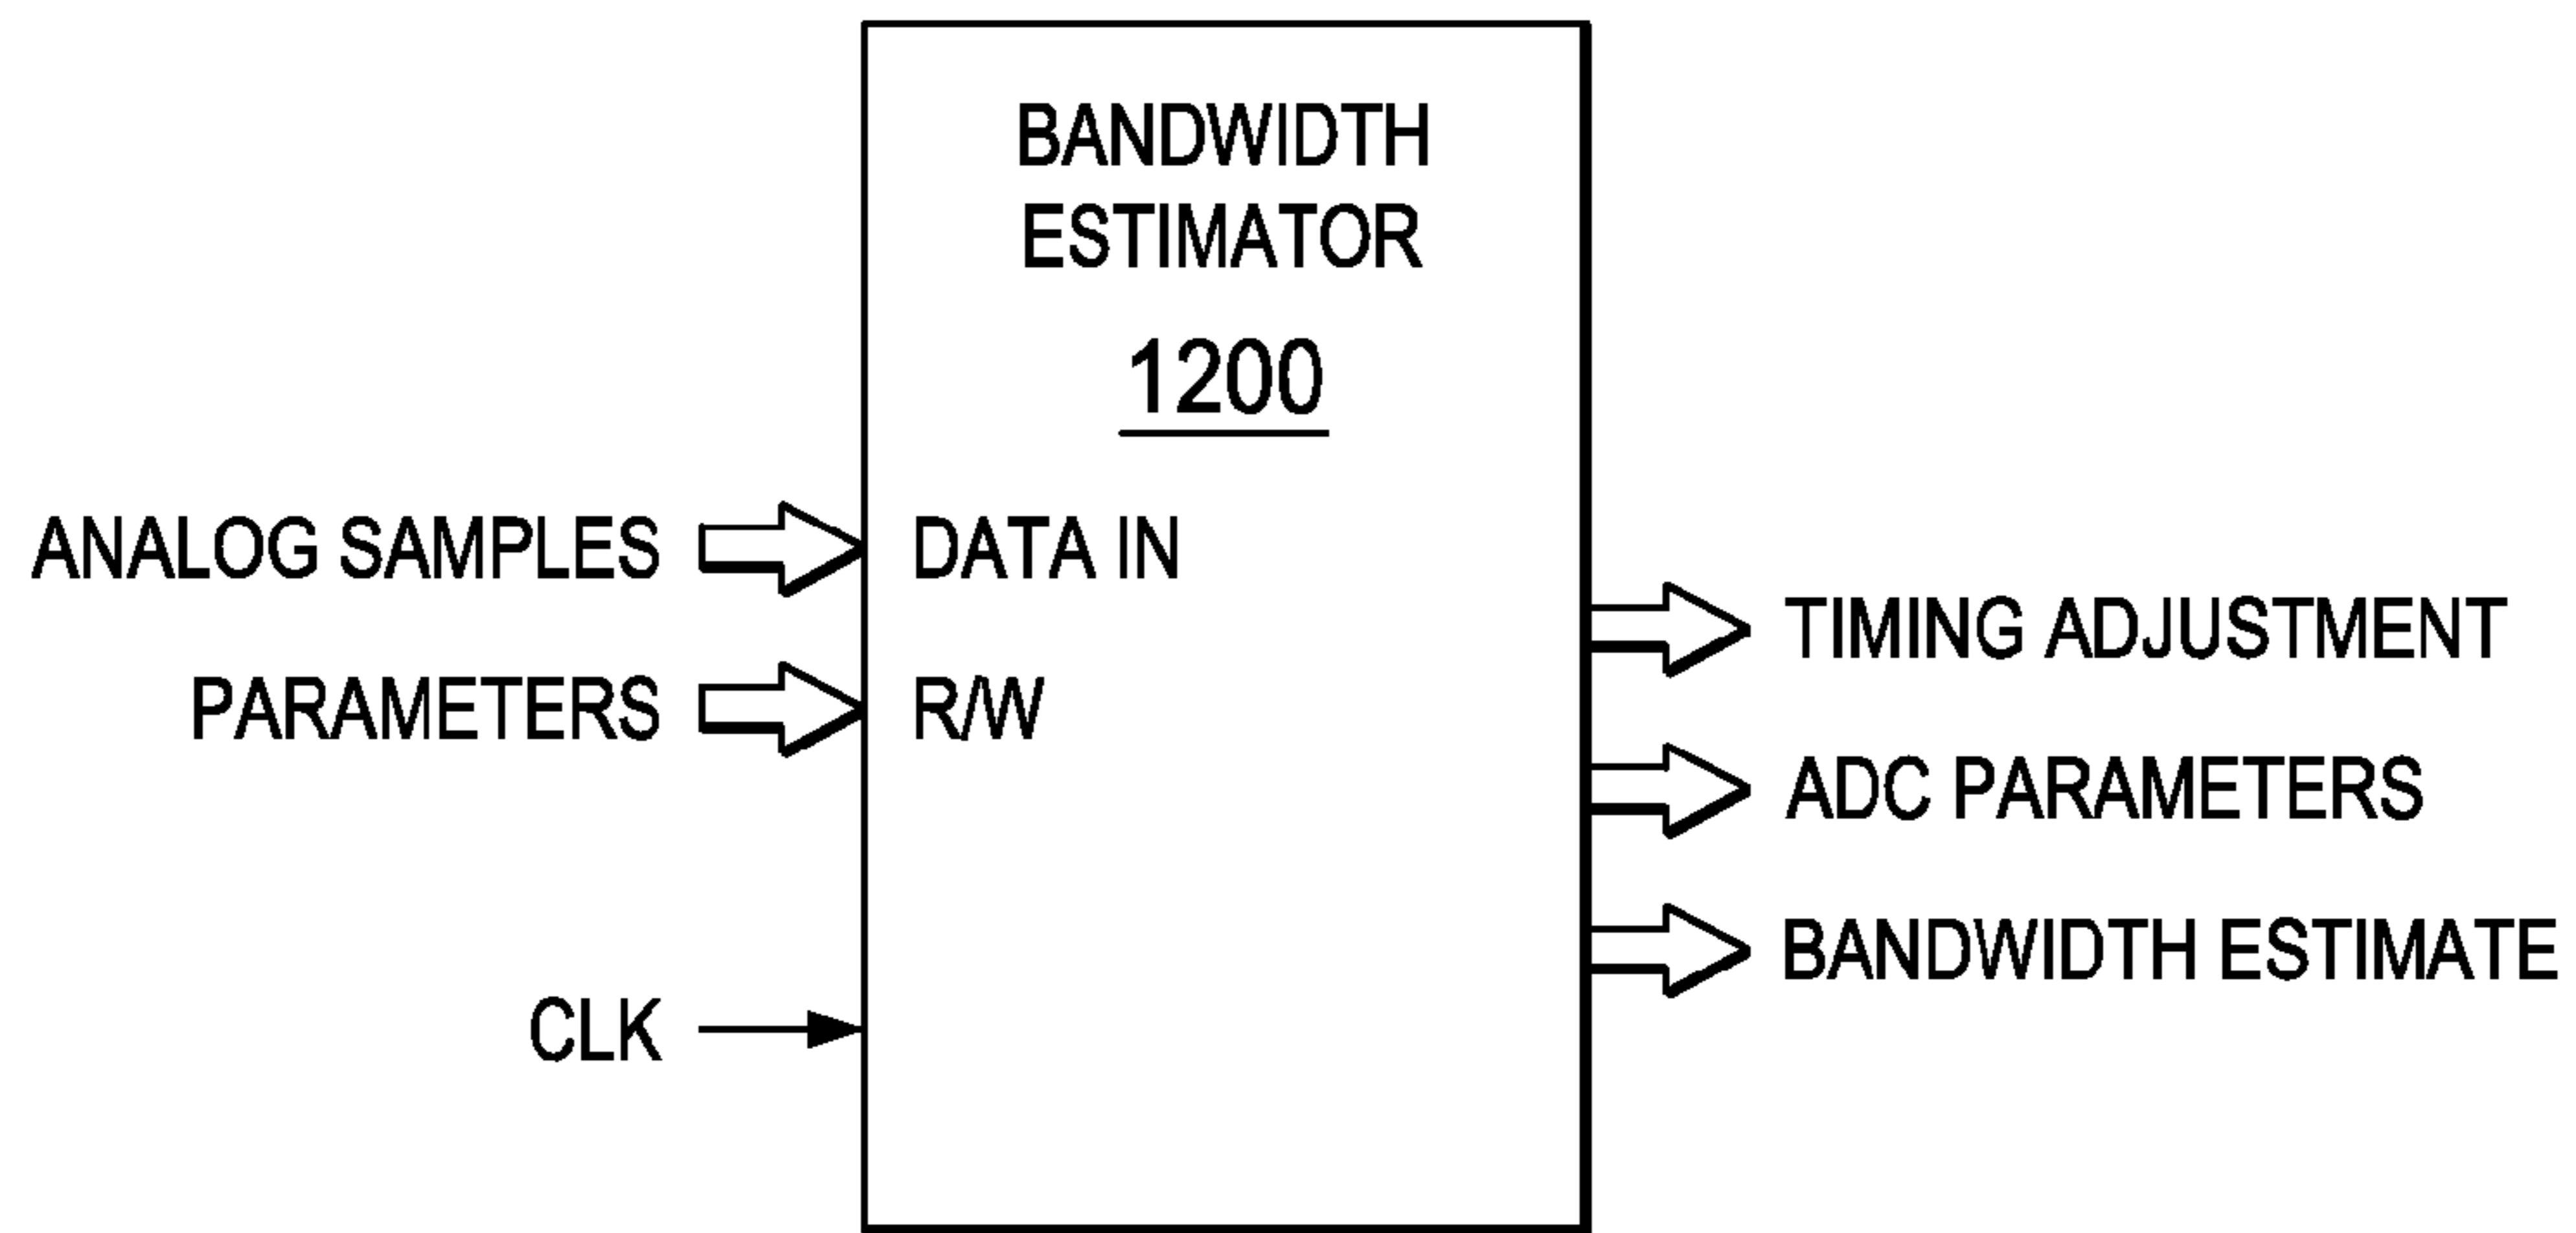 BANDWIDTH
ESTIMATOR
1200
ANALOG SAMPLES
DATA IN
PARAMETERS
R/W
CLK
TIMING ADJUSTMENT
ADC PARAMETERS
BANDWIDTH ESTIMATE